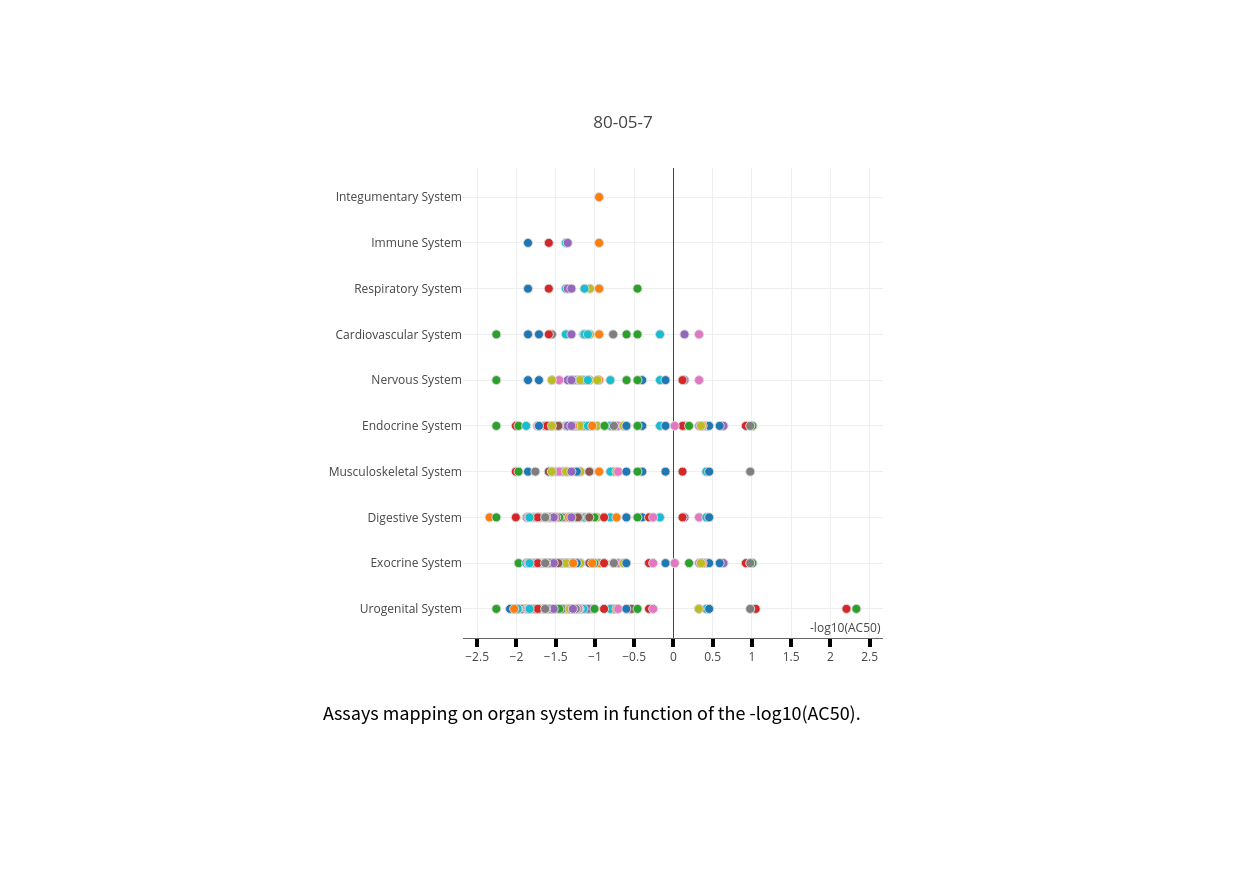 80-05-7
Integumentary System
Immune System
Respiratory System
Cardiovascular System
Nervous System
Endocrine System
Musculoskeletal System
Digestive System
Exocrine System
Urogenital System
-log10(AC50)
−2.5 −2 −1.5 −1 −0.5 0 0.5 1 1.5 2 2.5
Assays mapping on organ system in function of the -log10(AC50).